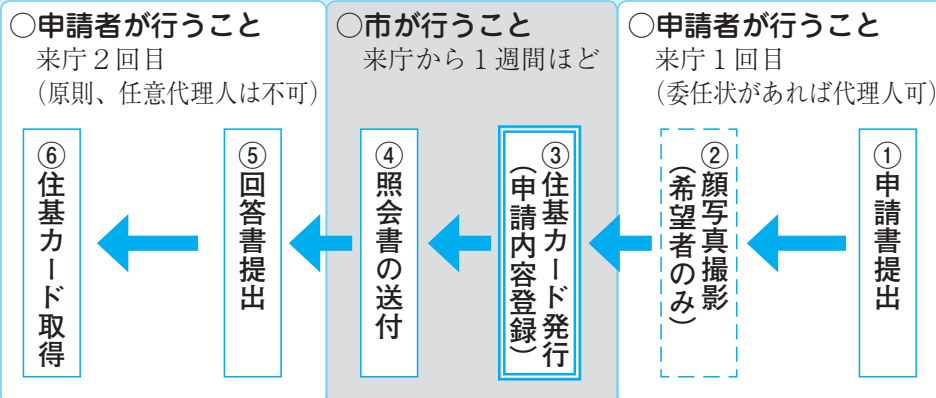 ○申請者が行うこと
来庁1回目
(委任状があれば代理人可)
①申請書提出
②顔写真撮影
(希望者のみ)
○市が行うこと
来庁から1週間ほど
③住基カード発行
(申請内容登録)
④照会書の送付
○申請者が行うこと
来庁2回目
(原則、任意代理人は不可)
⑤回答書提出
⑥住基カード取得